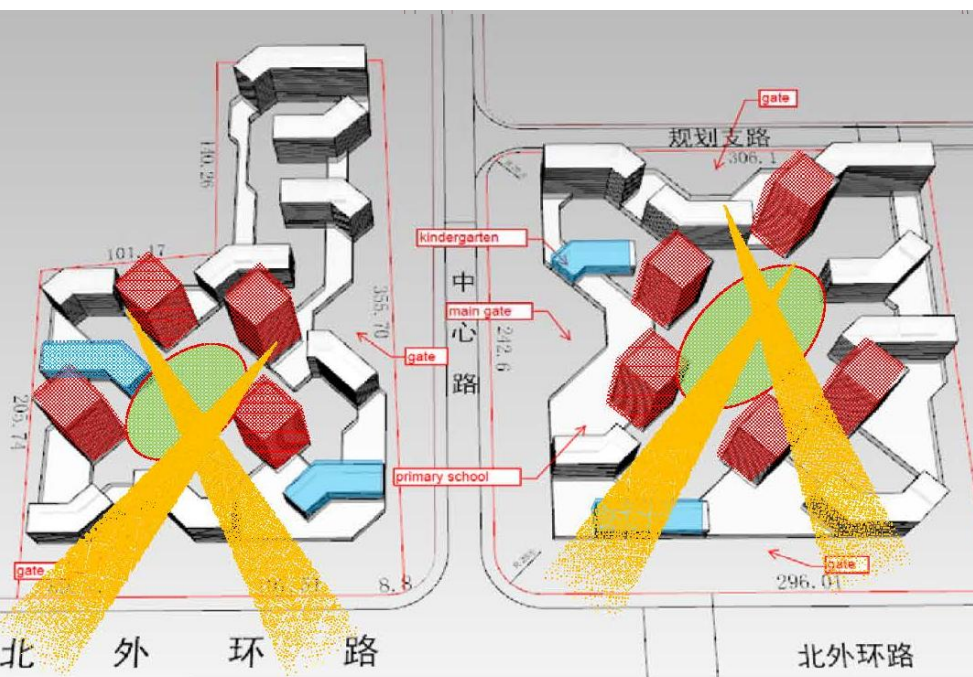 gate
规划支路
306.1
140.26
kindergarten
101.17
中心路
main gate
355.70
242.6
gate
205.74
primary school
gate
gate
8.8
296.01
北外环路
北外环路